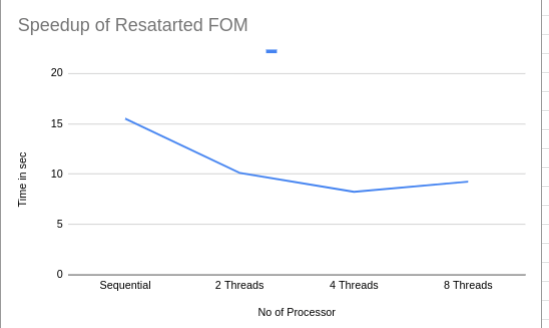 Speedup of Resatarted FOM
20
15
10
5
0
Time in sec
Sequential
2 Threads
4 Threads
8 Threads
No of Processor